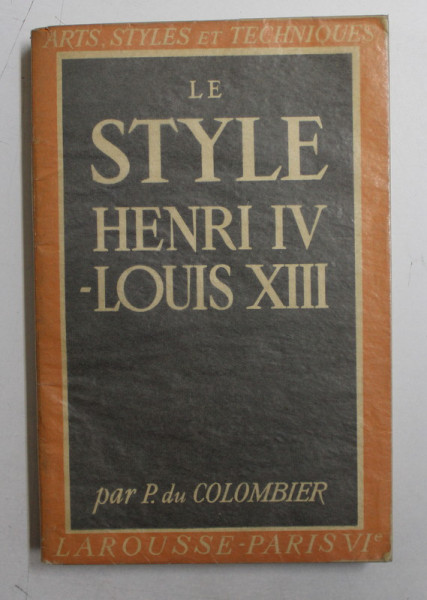 ARTS, STYLES ET TECHNIQUES
LE
STYLE
HENRI IV
-LOUIS XIII
par P. du COLOMBIER
LAROUSSE-PARIS VIe